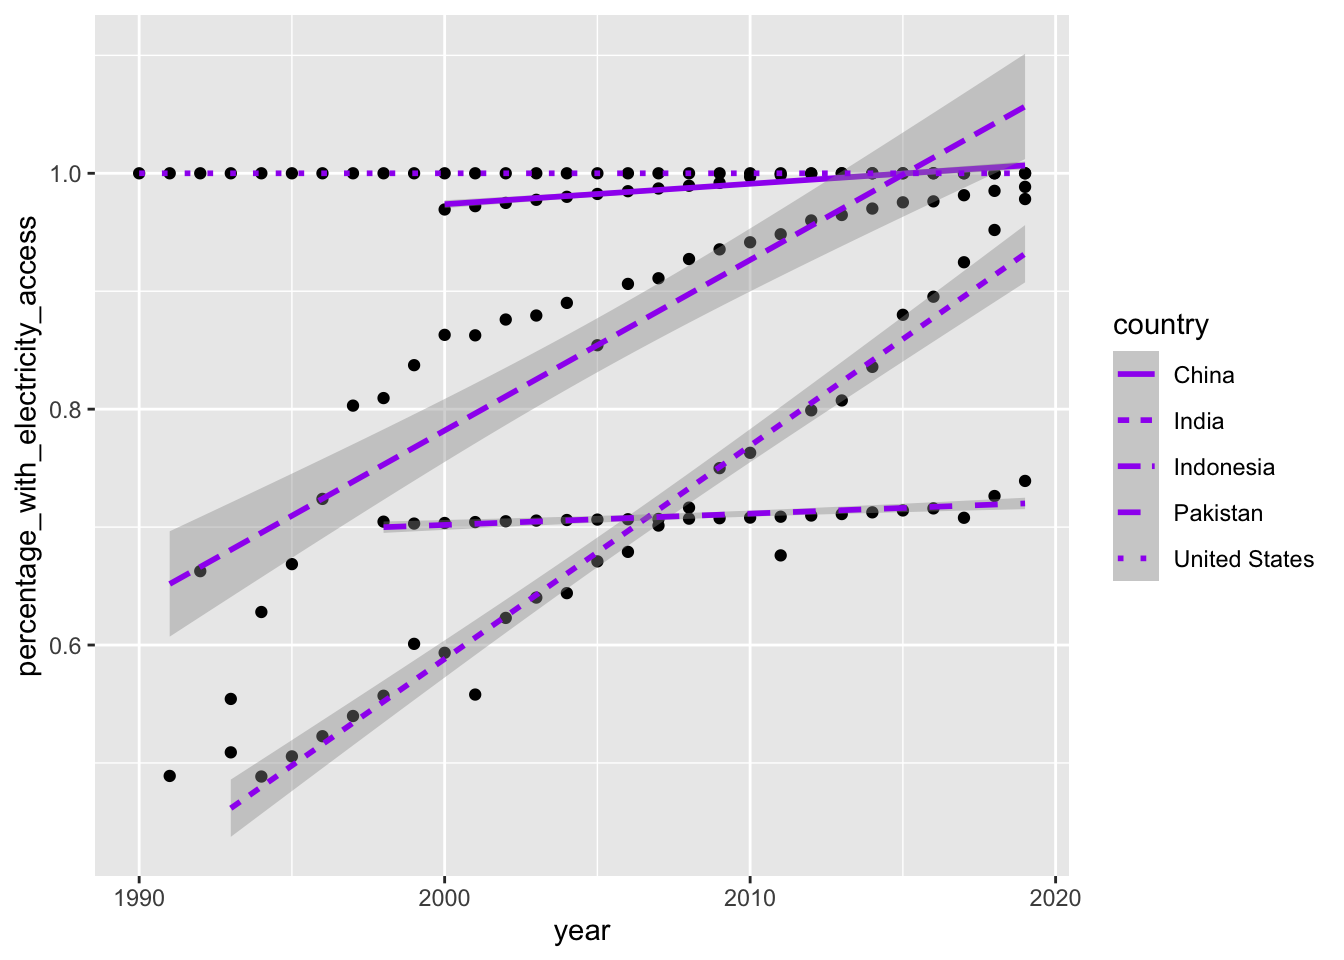 percentage_with_electricity_access
1.0
0.8
0.6
1990
2000
2010
2020
year
country
China
India
Indonesia
Pakistan
United States